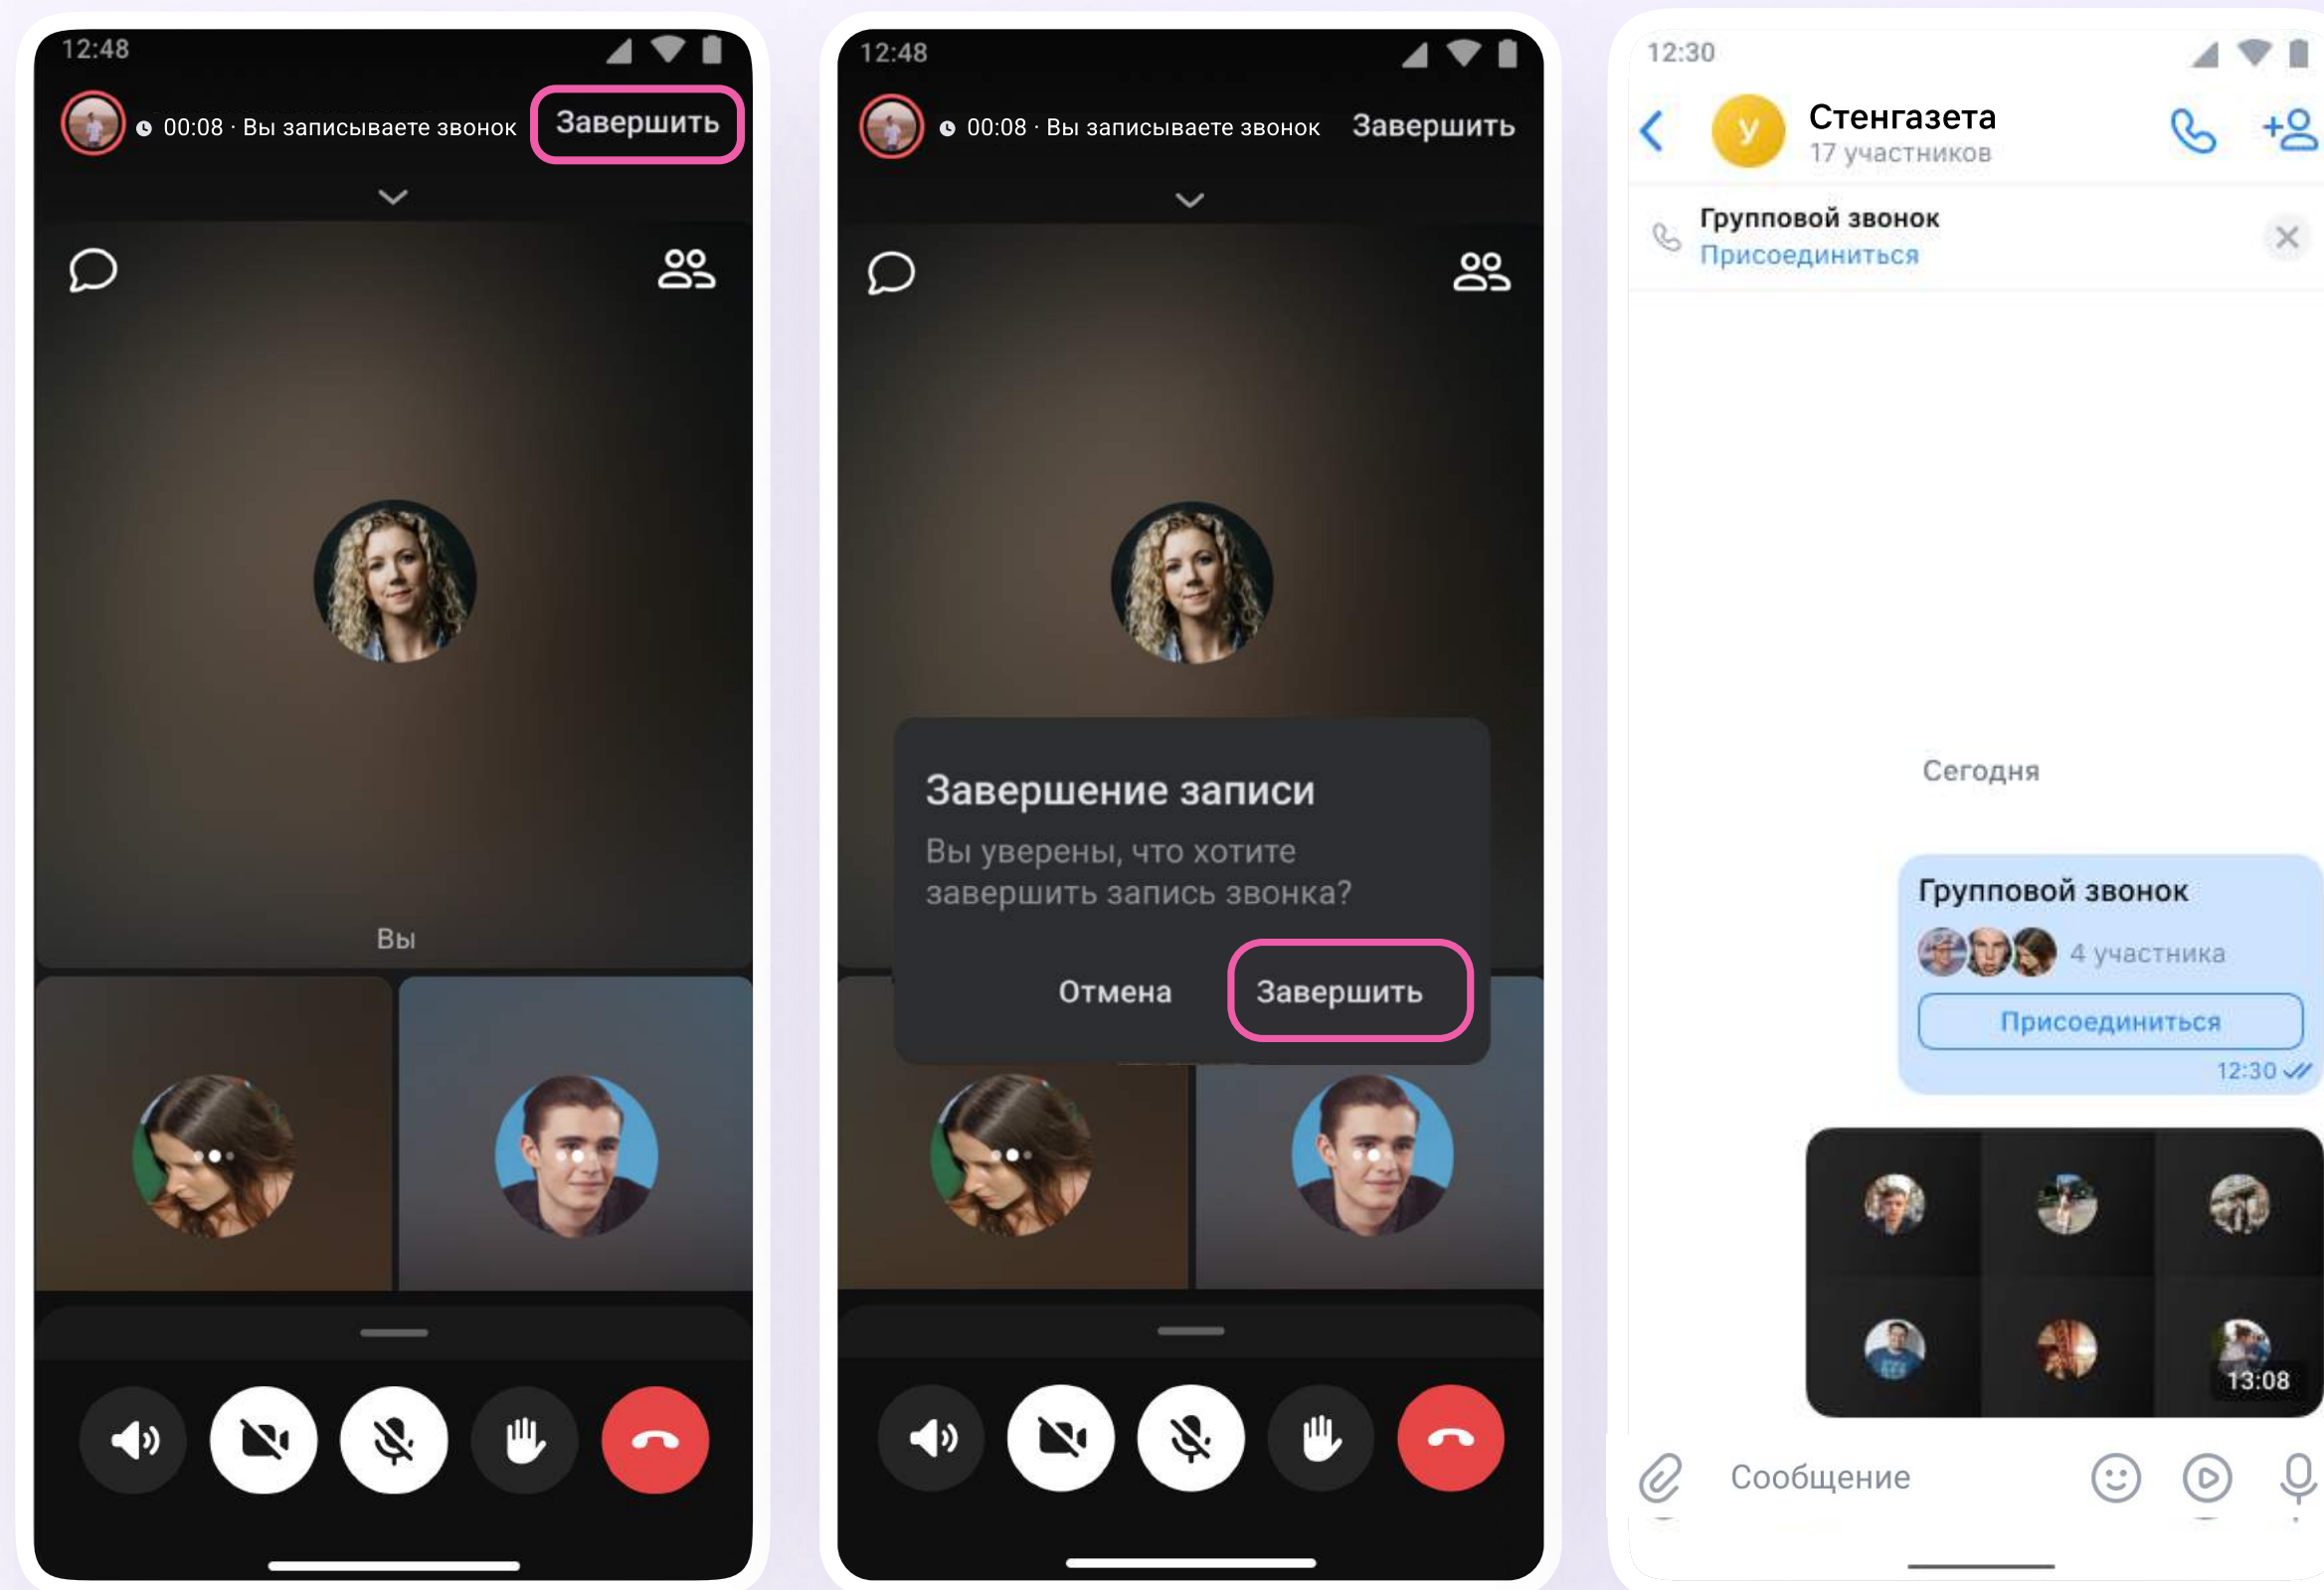 12:48
00:08 · Вы записываете звонок
Завершить
Вы
12:48
00:08 · Вы записываете звонок
Завершить
Завершение записи
Вы уверены, что хотите
завершить запись звонка?
Отмена
Завершить
12:30
У
Стенгазета
17 участников
Групповой звонок
Присоединиться
Сегодня
Групповой звонок
4 участника
Присоединиться
12:30
13:08
Сообщение